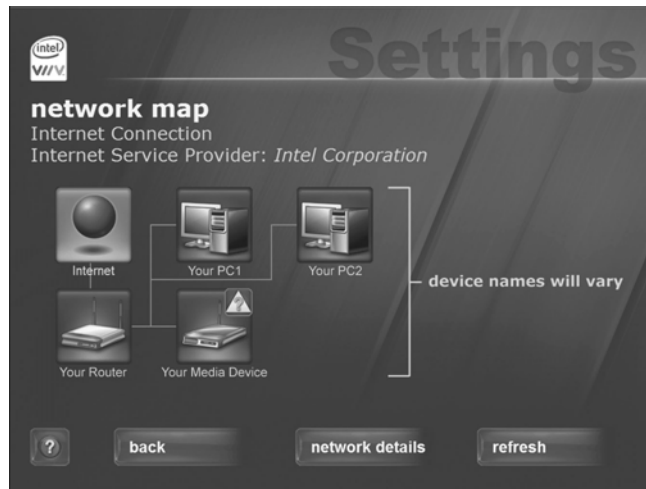 intel
VIIV
Settings
network map
Internet Connection
Internet Service Provider: Intel Corporation
Internet
Your PC1
Your PC2
device names will vary
Your Router
Your Media Device
?
?
back
network details
refresh